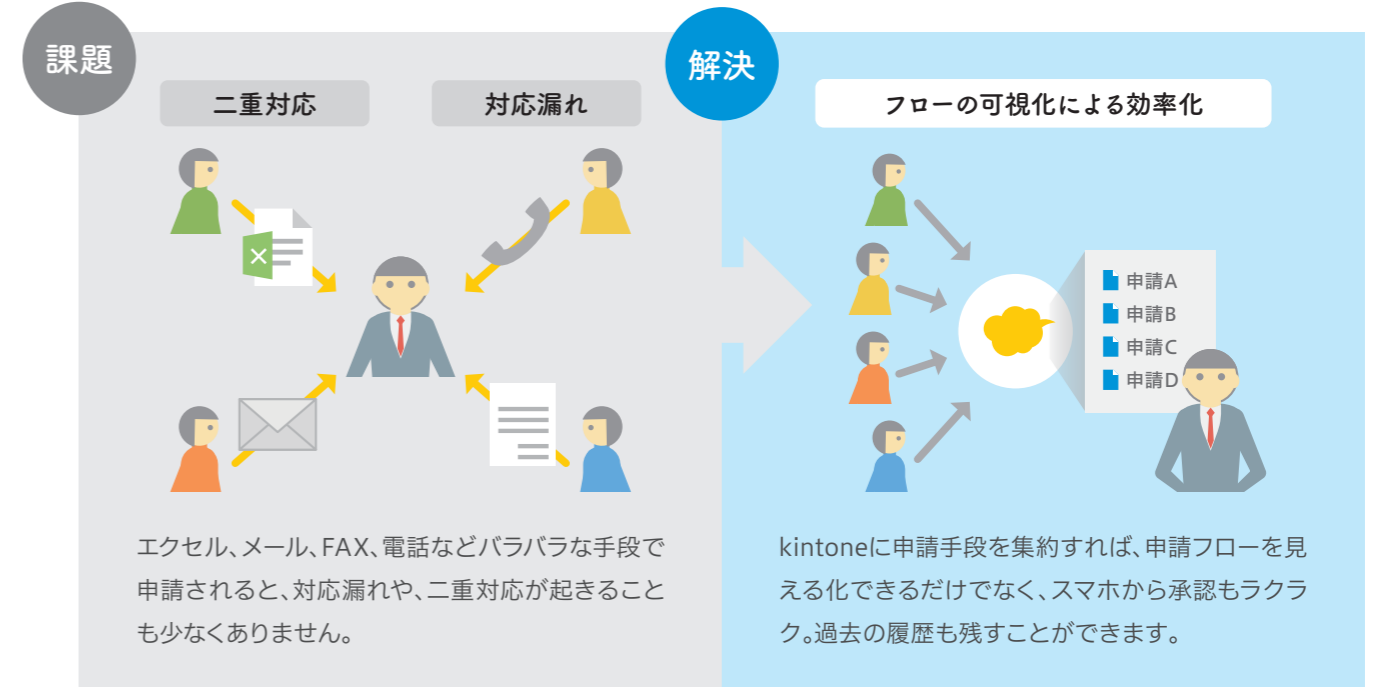 課題
二重対応
対応漏れ
エクセル、メール、FAX、電話などバラバラな手段で
申請されると、対応漏れや、二重対応が起きること
も少なくありません。
解決
フローの可視化による効率化
申請A
申請B
申請C
申請D
kintoneに申請手段を集約すれば、申請フローを見
える化できるだけでなく、スマホから承認もラクラ
ク。過去の履歴も残すことができます。